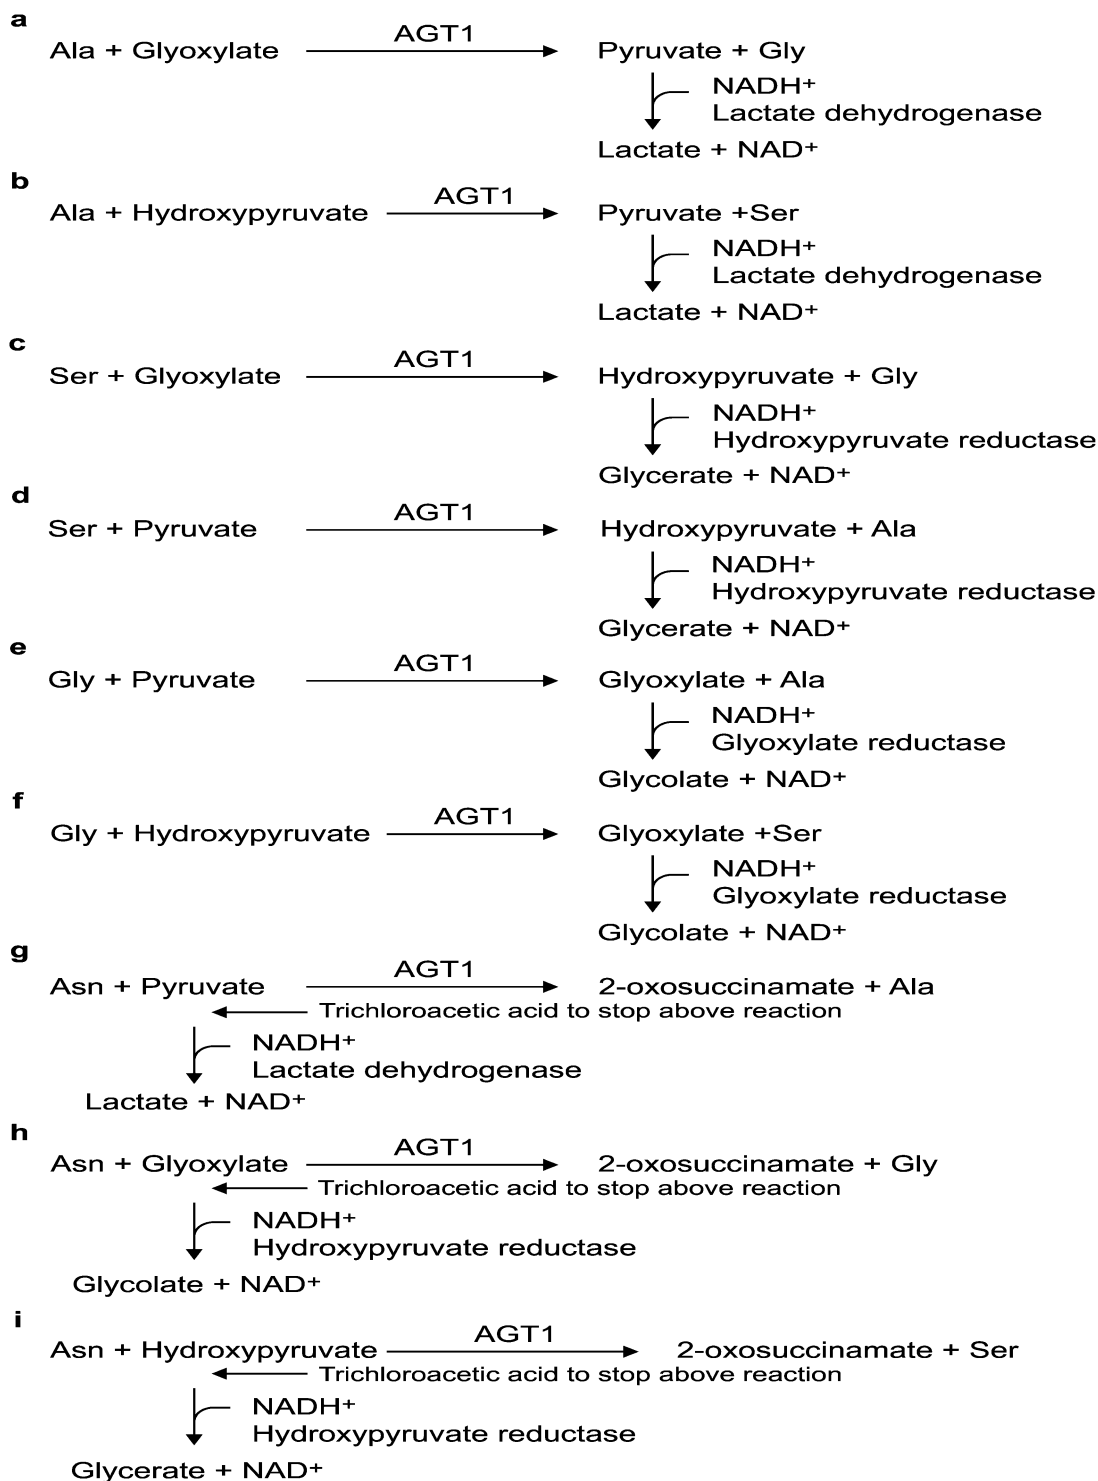 a
AGT1
Ala + Glyoxylate Pyruvate + Gly
NADH+
Lactate dehydrogenase
Lactate + NAD+
b
AGT1
Ala + Hydroxypyruvate Pyruvate +Ser
NADH+
Lactate dehydrogenase
Lactate + NAD+
c
AGT1
Ser + Glyoxylate Hydroxypyruvate + Gly
NADH+
Hydroxypyruvate reductase
Glycerate + NAD+
d
AGT1
Ser + Pyruvate Hydroxypyruvate + Ala
NADH+
Hydroxypyruvate reductase
Glycerate + NAD+
e
AGT1
Gly + Pyruvate Glyoxylate + Ala
NADH+
Glyoxylate reductase
Glycolate + NAD+
f
AGT1
Gly + Hydroxypyruvate Glyoxylate +Ser
NADH+
Glyoxylate reductase
Glycolate + NAD+
g
AGT1
Asn + Pyruvate 2-oxosuccinamate + Ala
Trichloroacetic acid to stop above reaction
NADH+
Lactate dehydrogenase
Lactate + NAD+
h
AGT1
Asn + Glyoxylate 2-oxosuccinamate + Gly
Trichloroacetic acid to stop above reaction
NADH+
Hydroxypyruvate reductase
Glycolate + NAD+
i
AGT1
Asn + Hydroxypyruvate 2-oxosuccinamate + Ser
Trichloroacetic acid to stop above reaction
NADH+
Hydroxypyruvate reductase
Glycerate + NAD+